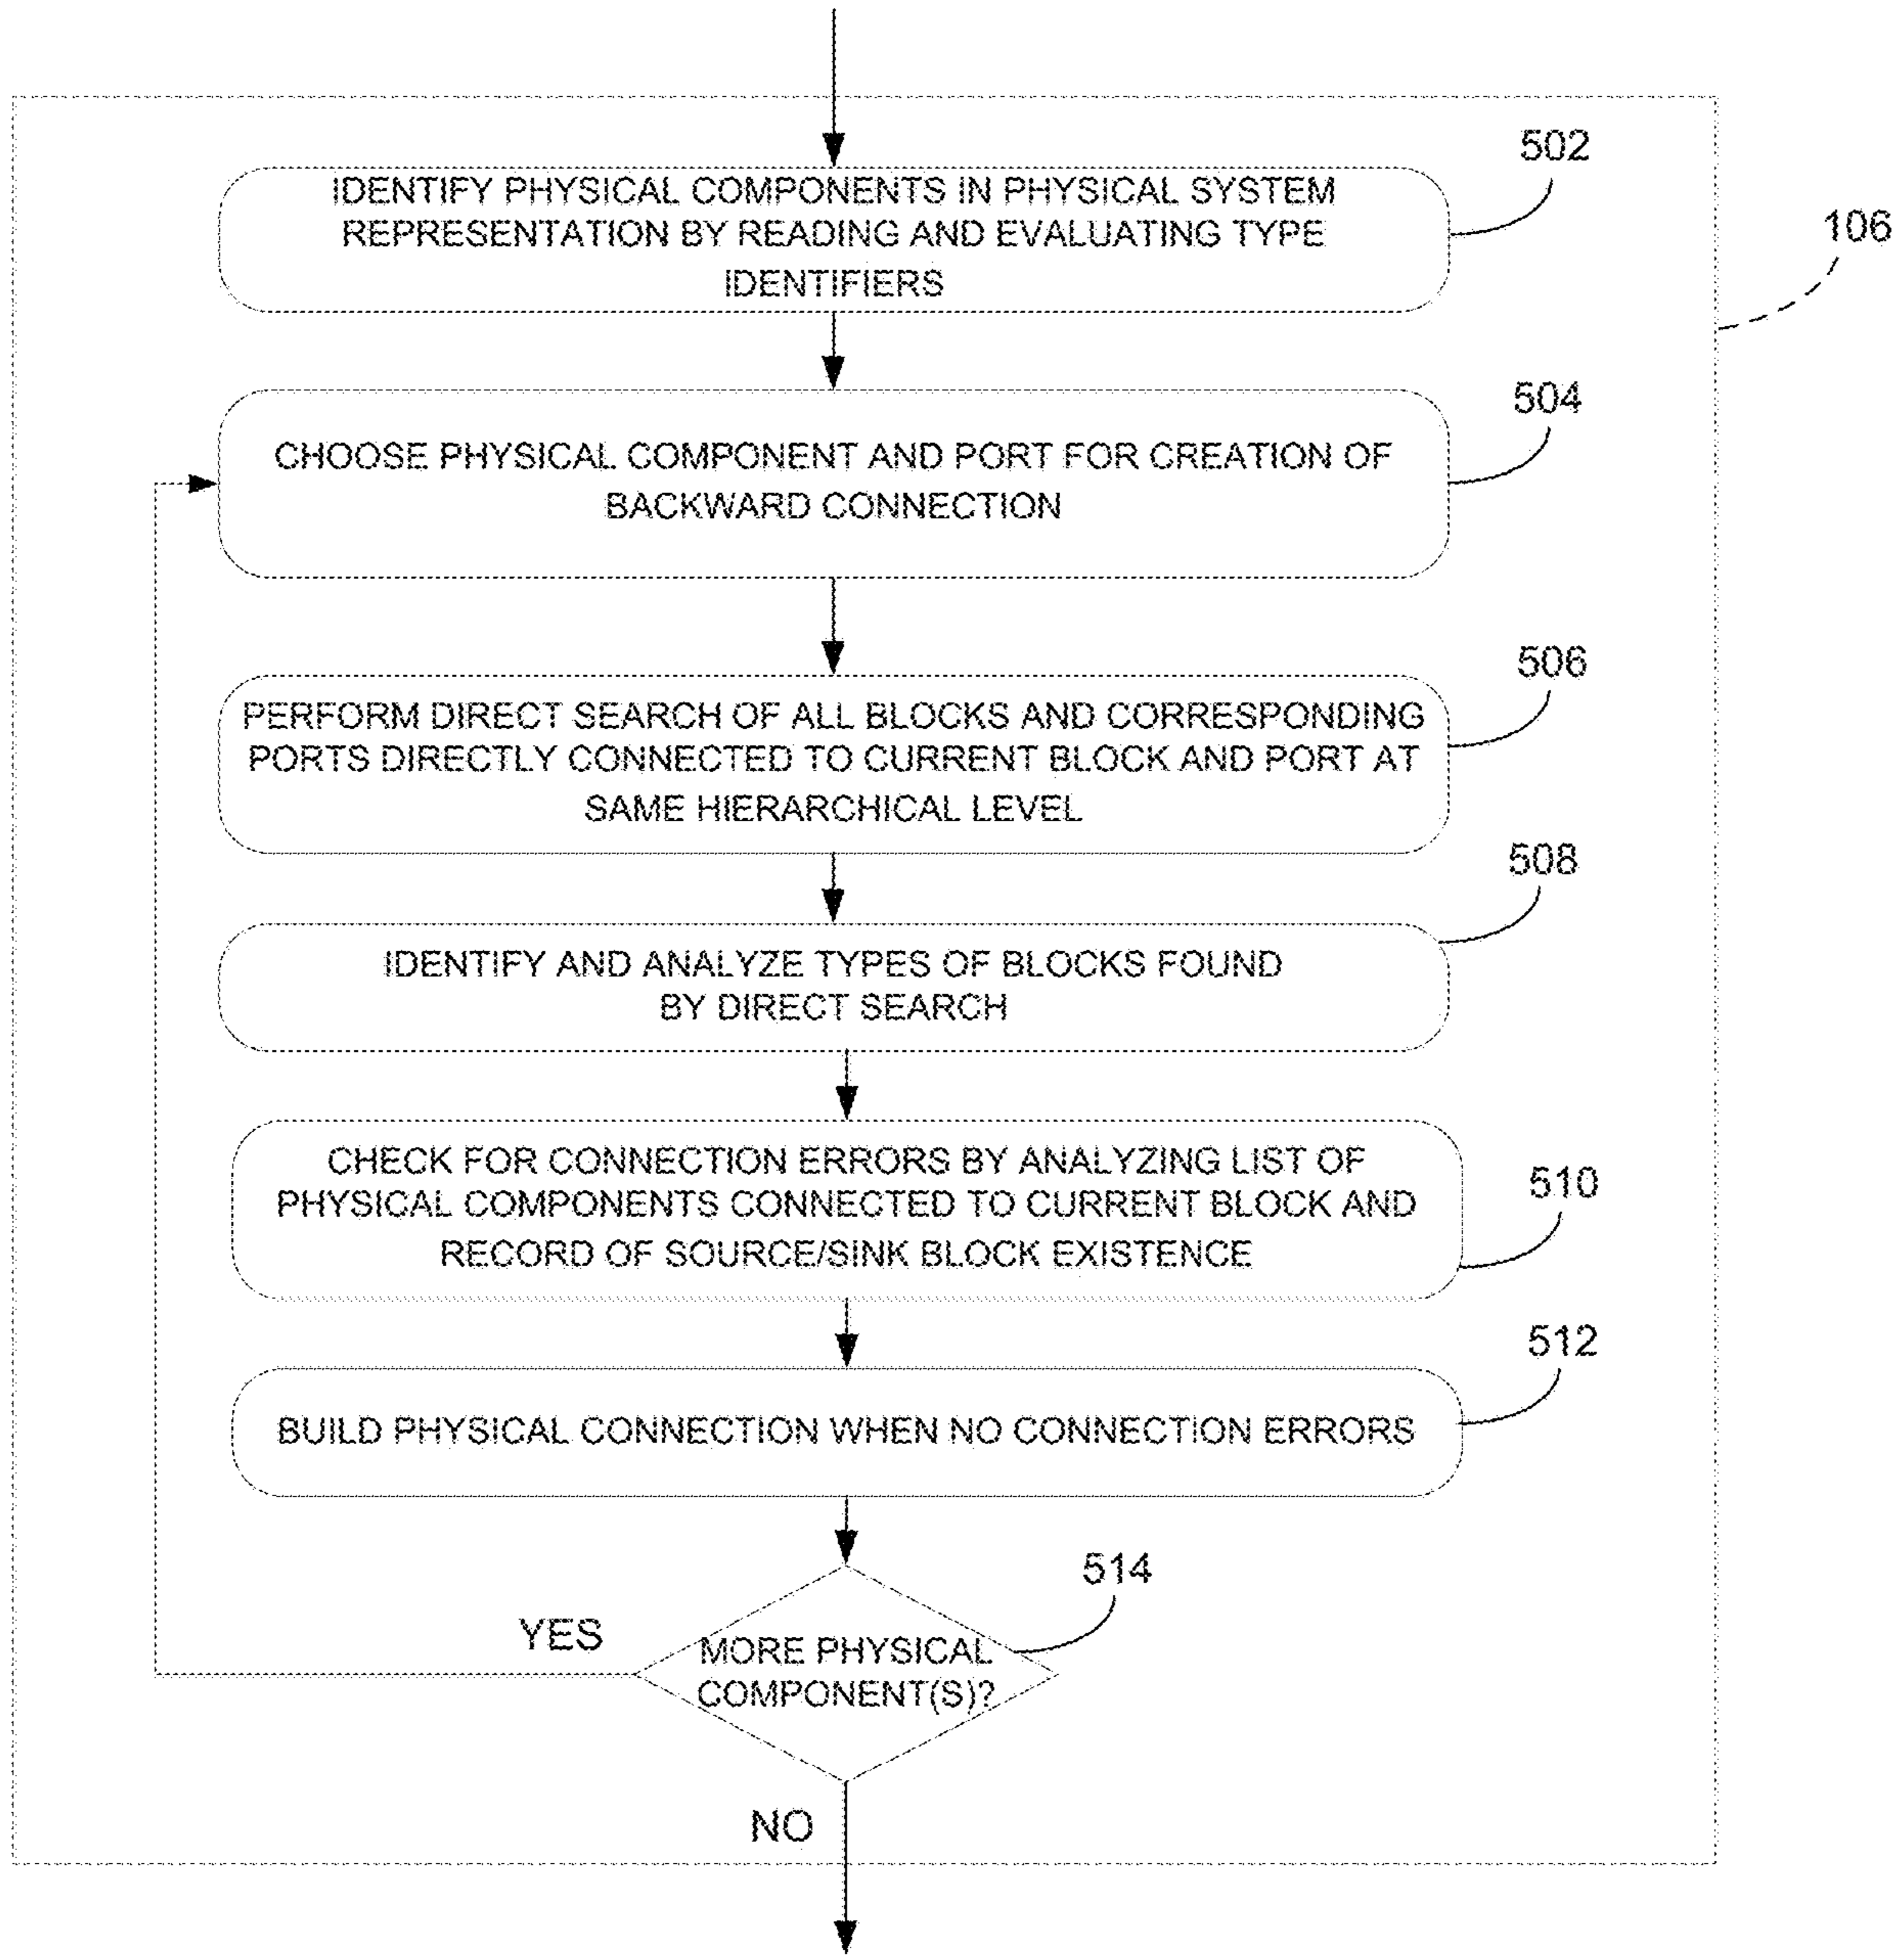 502
IDENTIFY PHYSICAL COMPONENTS IN PHYSICAL SYSTEM
REPRESENTATION BY READING AND EVALUATING TYPE
IDENTIFIERS
106
504
CHOOSE PHYSICAL COMPONENT AND PORT FOR CREATION OF
BACKWARD CONNECTION
506
PERFORM DIRECT SEARCH OF ALL BLOCKS AND CORRESPONDING
PORTS DIRECTLY CONNECTED TO CURRENT BLOCK AND PORT AT
SAME HIERARCHICAL LEVEL
508
IDENTIFY AND ANALYZE TYPES OF BLOCKS FOUND
BY DIRECT SEARCH
CHECK FOR CONNECTION ERRORS BY ANALYZING LIST OF
PHYSICAL COMPONENTS CONNECTED TO CURRENT BLOCK AND
RECORD OF SOURCE/SINK BLOCK EXISTENCE
510
512
BUILD PHYSICAL CONNECTION WHEN NO CONNECTION ERRORS
514
YES
MORE PHYSICAL
COMPONENT(S)?
NO